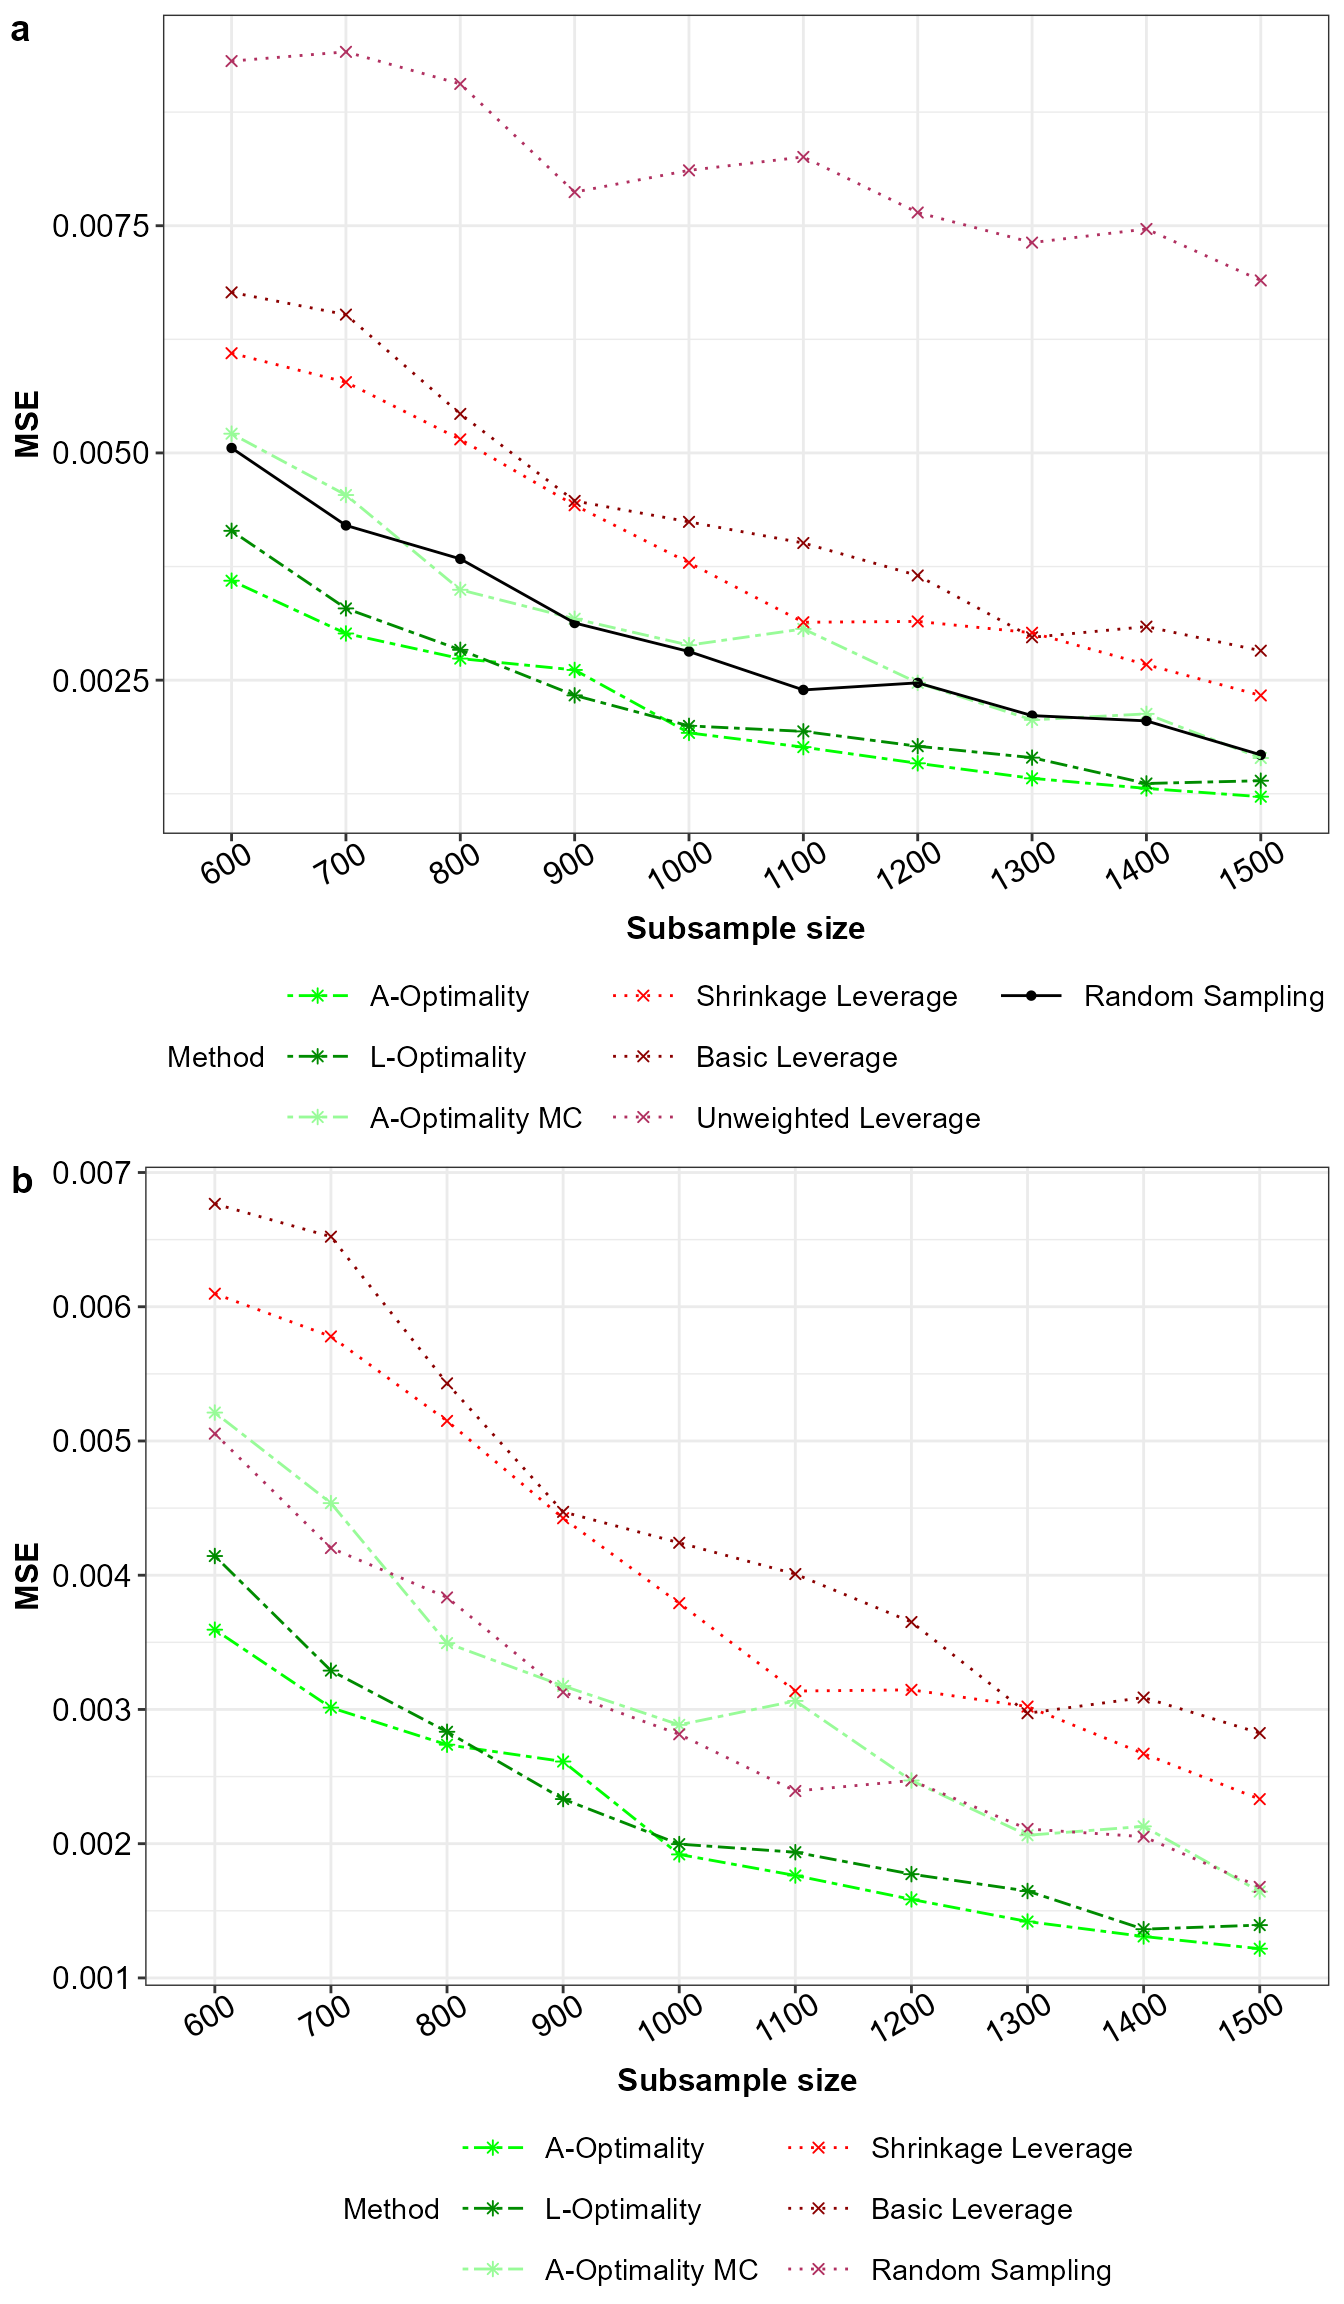 a
MSE
0.0075
0.0050
0.0025
600 700 800 900 1000 1100 1200 1300 1400 1500
Subsample size
Method
A-Optimality
L-Optimality
A-Optimality MC
Shrinkage Leverage
Basic Leverage
Unweighted Leverage
Random Sampling
b
MSE
0.007
0.006
0.005
0.004
0.003
0.002
0.001
600 700 800 900 1000 1100 1200 1300 1400 1500
Subsample size
Method
A-Optimality
L-Optimality
A-Optimality MC
Shrinkage Leverage
Basic Leverage
Random Sampling